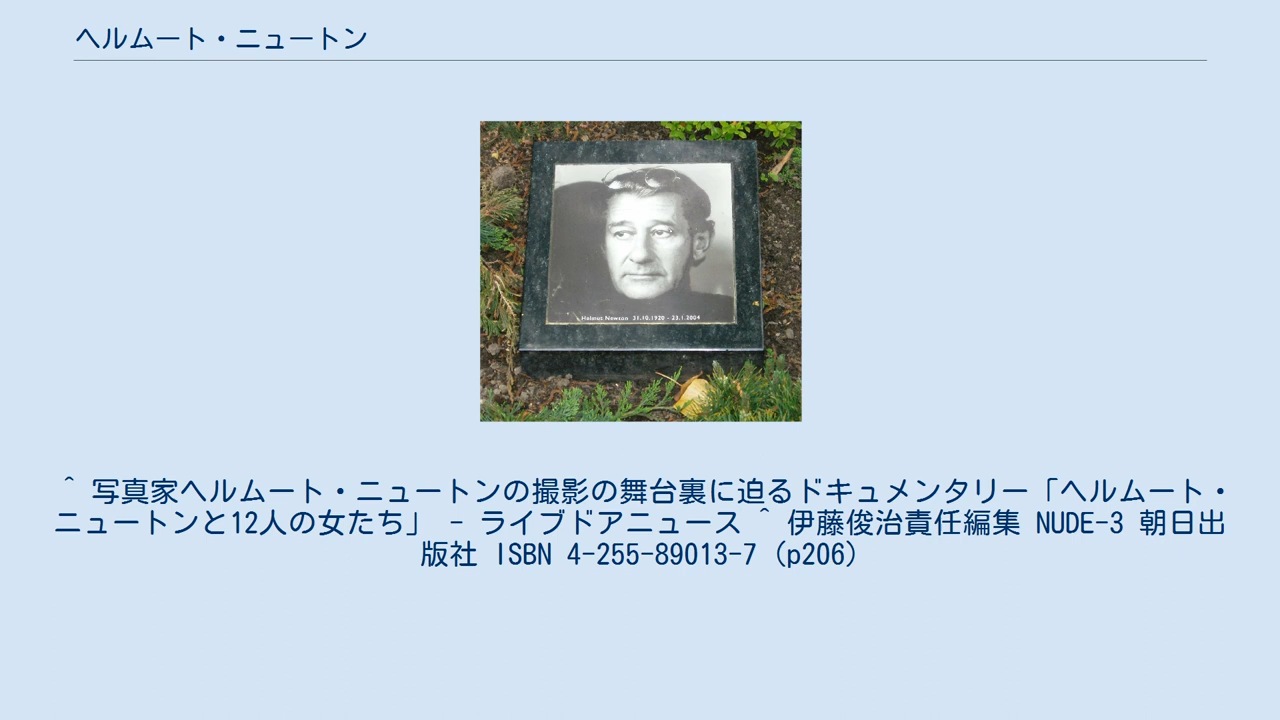 ヘルムート・ニュートン
Helmut Newton 31.10.1920 - 23.1.2004
^ 写真家ヘルムート・ニュートンの撮影の舞台裏に迫るドキュメンタリー「ヘルムート・
ニュートンと12人の女たち」 - ライブドアニュース ^ 伊藤俊治責任編集 NUDE-3 朝日出
版社 ISBN 4-255-89013-7（p206）